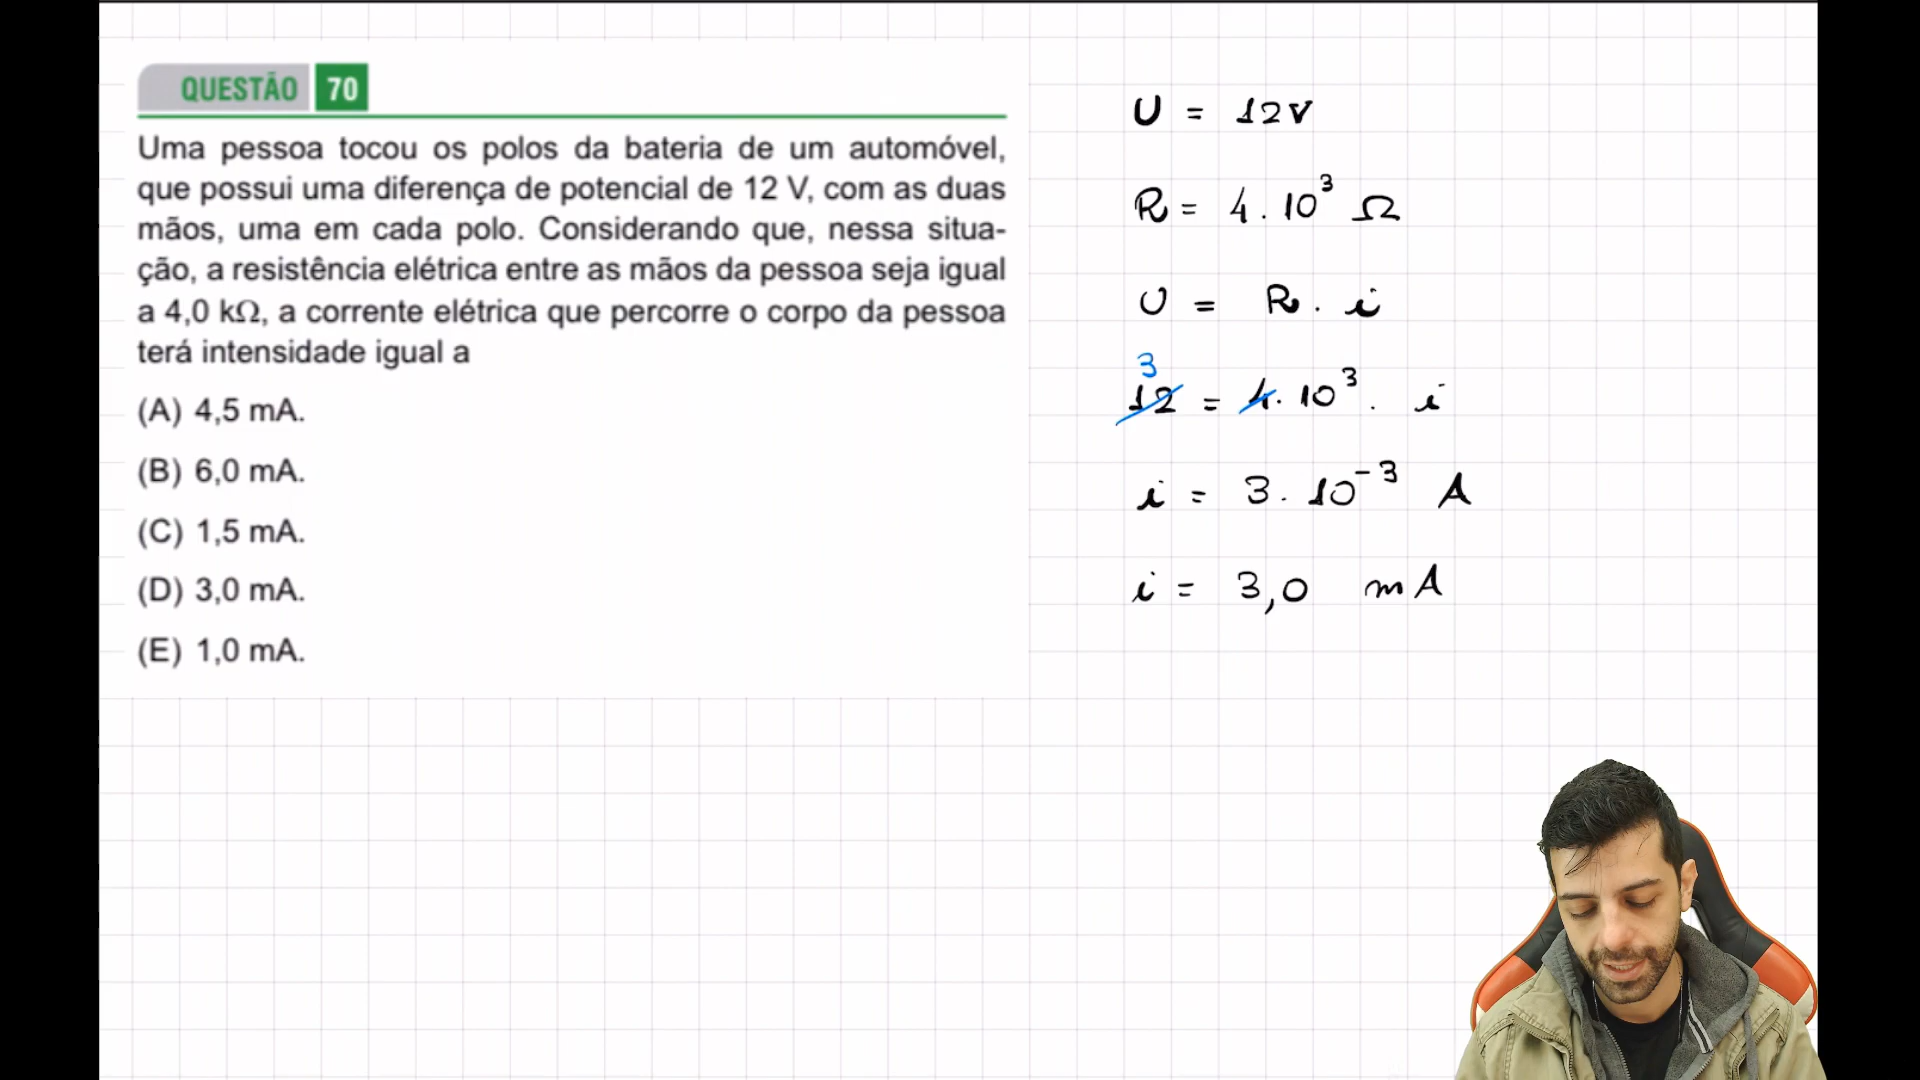 QUESTÃO 70
Uma pessoa tocou os polos da bateria de um automóvel,
que possui uma diferença de potencial de 12 V, com as duas
mãos, uma em cada polo. Considerando que, nessa situa-
ção, a resistência elétrica entre as mãos da pessoa seja igual
a 4,0 kΩ, a corrente elétrica que percorre o corpo da pessoa
terá intensidade igual a
(A) 4,5 mA.
(B) 6,0 mA.
(C) 1,5 mA.
(D) 3,0 mA.
(E) 1,0 mA.
U = 12V
R = 4 . 10³ Ω
U = R . i
3
12 = 4 . 10³ . i
i = 3 . 10⁻³ A
i = 3,0 mA